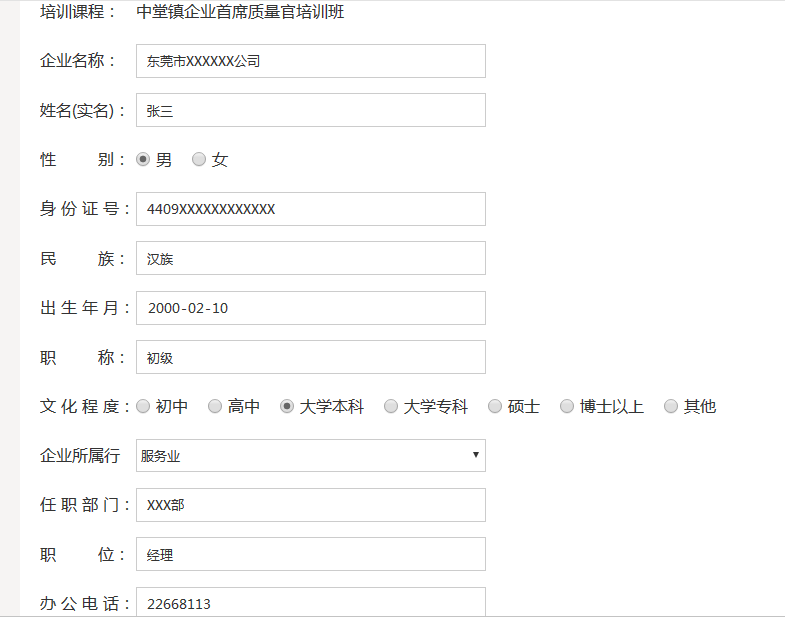 培训课程： 中堂镇企业首席质量官培训班
企业名称： 东莞市XXXXXX公司
姓名(实名)： 张三
性 别： 男 女
身份证号： 4409XXXXXXXXXXXX
民 族： 汉族
出生年月： 2000-02-10
职 称： 初级
文化程度： 初中 高中 大学本科 大学专科 硕士 博士以上 其他
企业所属行 服务业
任职部门： XXX部
职 位： 经理
办公电话： 22668113